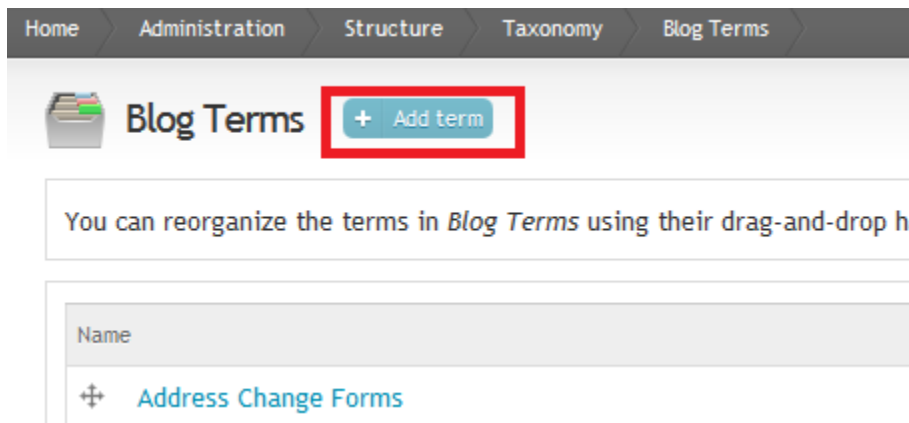 Home Administration Structure Taxonomy Blog Terms
Blog Terms + Add term
You can reorganize the terms in Blog Terms using their drag-and-drop h
Name
Address Change Forms